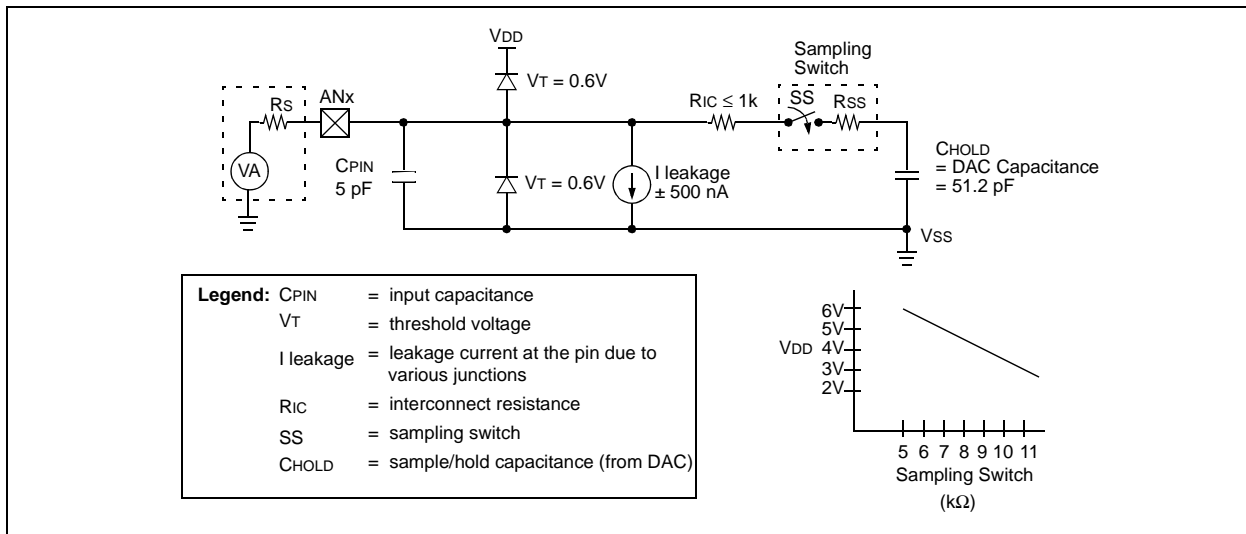 VDD
Sampling
Switch
VT = 0.6V
RS
ANx
RIC ≤ 1k
SS
RSS
VA
CPIN
5 pF
VT = 0.6V
I leakage
± 500 nA
CHOLD
= DAC Capacitance
= 51.2 pF
VSS
Legend: CPIN = input capacitance
VT = threshold voltage
I leakage = leakage current at the pin due to
various junctions
RIC = interconnect resistance
SS = sampling switch
CHOLD = sample/hold capacitance (from DAC)
6V
5V
VDD 4V
3V
2V
5 6 7 8 9 10 11
Sampling Switch
(kΩ)